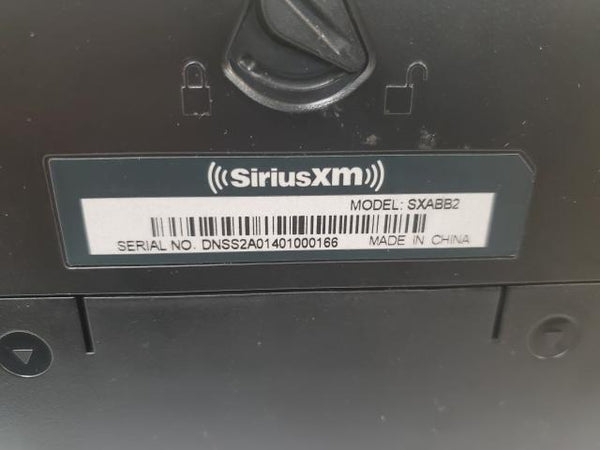 ((((SiriusXM))))
MODEL: SXABB2
SERIAL NO. DNSS2A01401000166 MADE IN CHINA